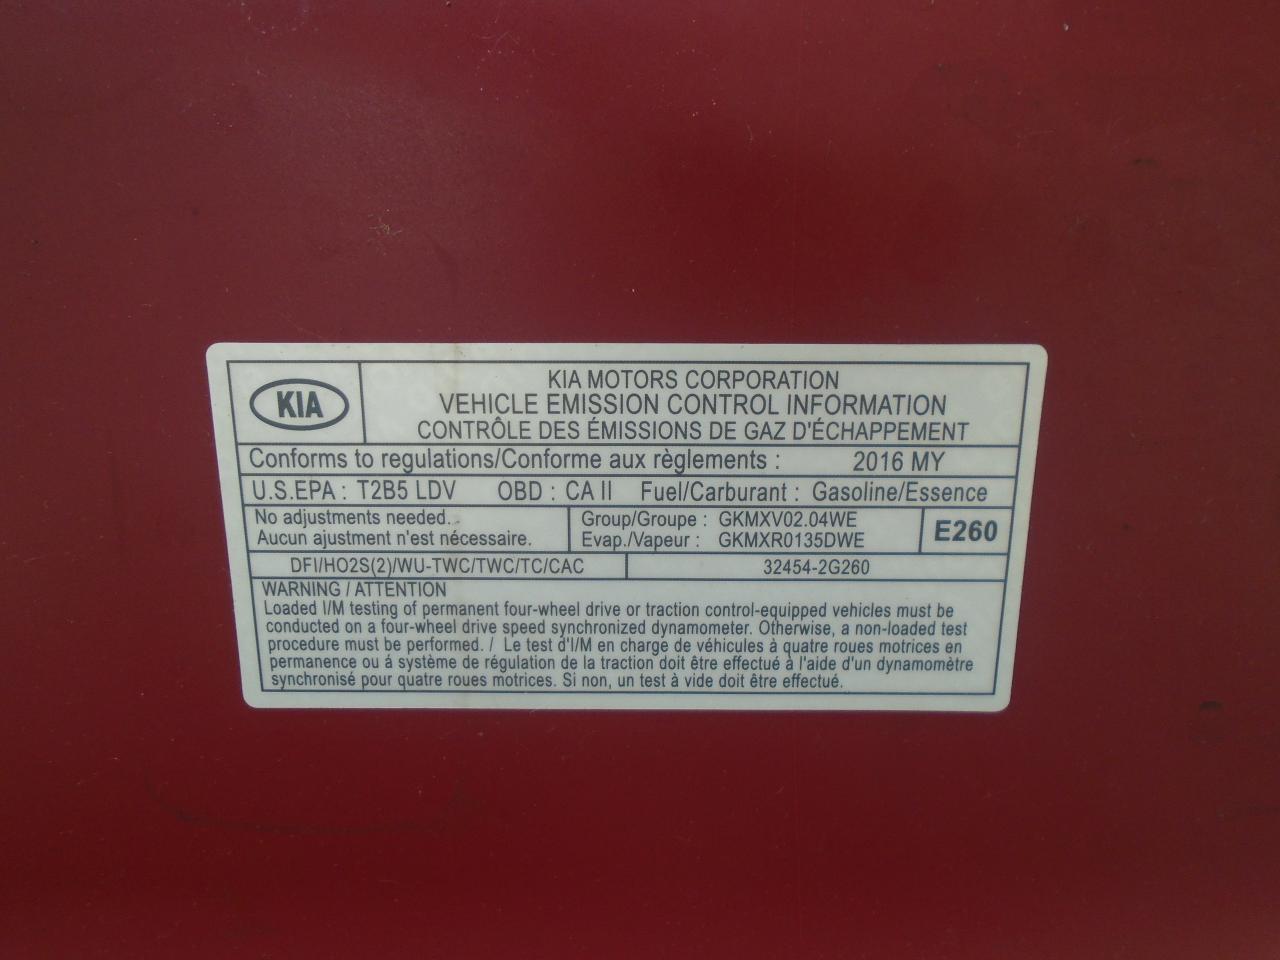 KIA
KIA MOTORS CORPORATION
VEHICLE EMISSION CONTROL INFORMATION
CONTRÔLE DES ÉMISSIONS DE GAZ D'ÉCHAPPEMENT
Conforms to regulations/Conforme aux règlements : 2016 MY
U.S.EPA : T2B5 LDV OBD : CA II Fuel/Carburant : Gasoline/Essence
No adjustments needed.
Aucun ajustment n'est nécessaire.
Group/Groupe : GKMXV02.04WE
Evap./Vapeur : GKMXR0135DWE
E260
DFI/HO2S(2)/WU-TWC/TWC/TC/CAC 32454-2G260
WARNING / ATTENTION
Loaded I/M testing of permanent four-wheel drive or traction control-equipped vehicles must be
conducted on a four-wheel drive speed synchronized dynamometer. Otherwise, a non-loaded test
procedure must be performed. / Le test d'I/M en charge de véhicules à quatre roues motrices en
permanence ou á système de régulation de la traction doit être effectué à l'aide d'un dynamomètre
synchronisé pour quatre roues motrices. Si non, un test à vide doit être effectué.